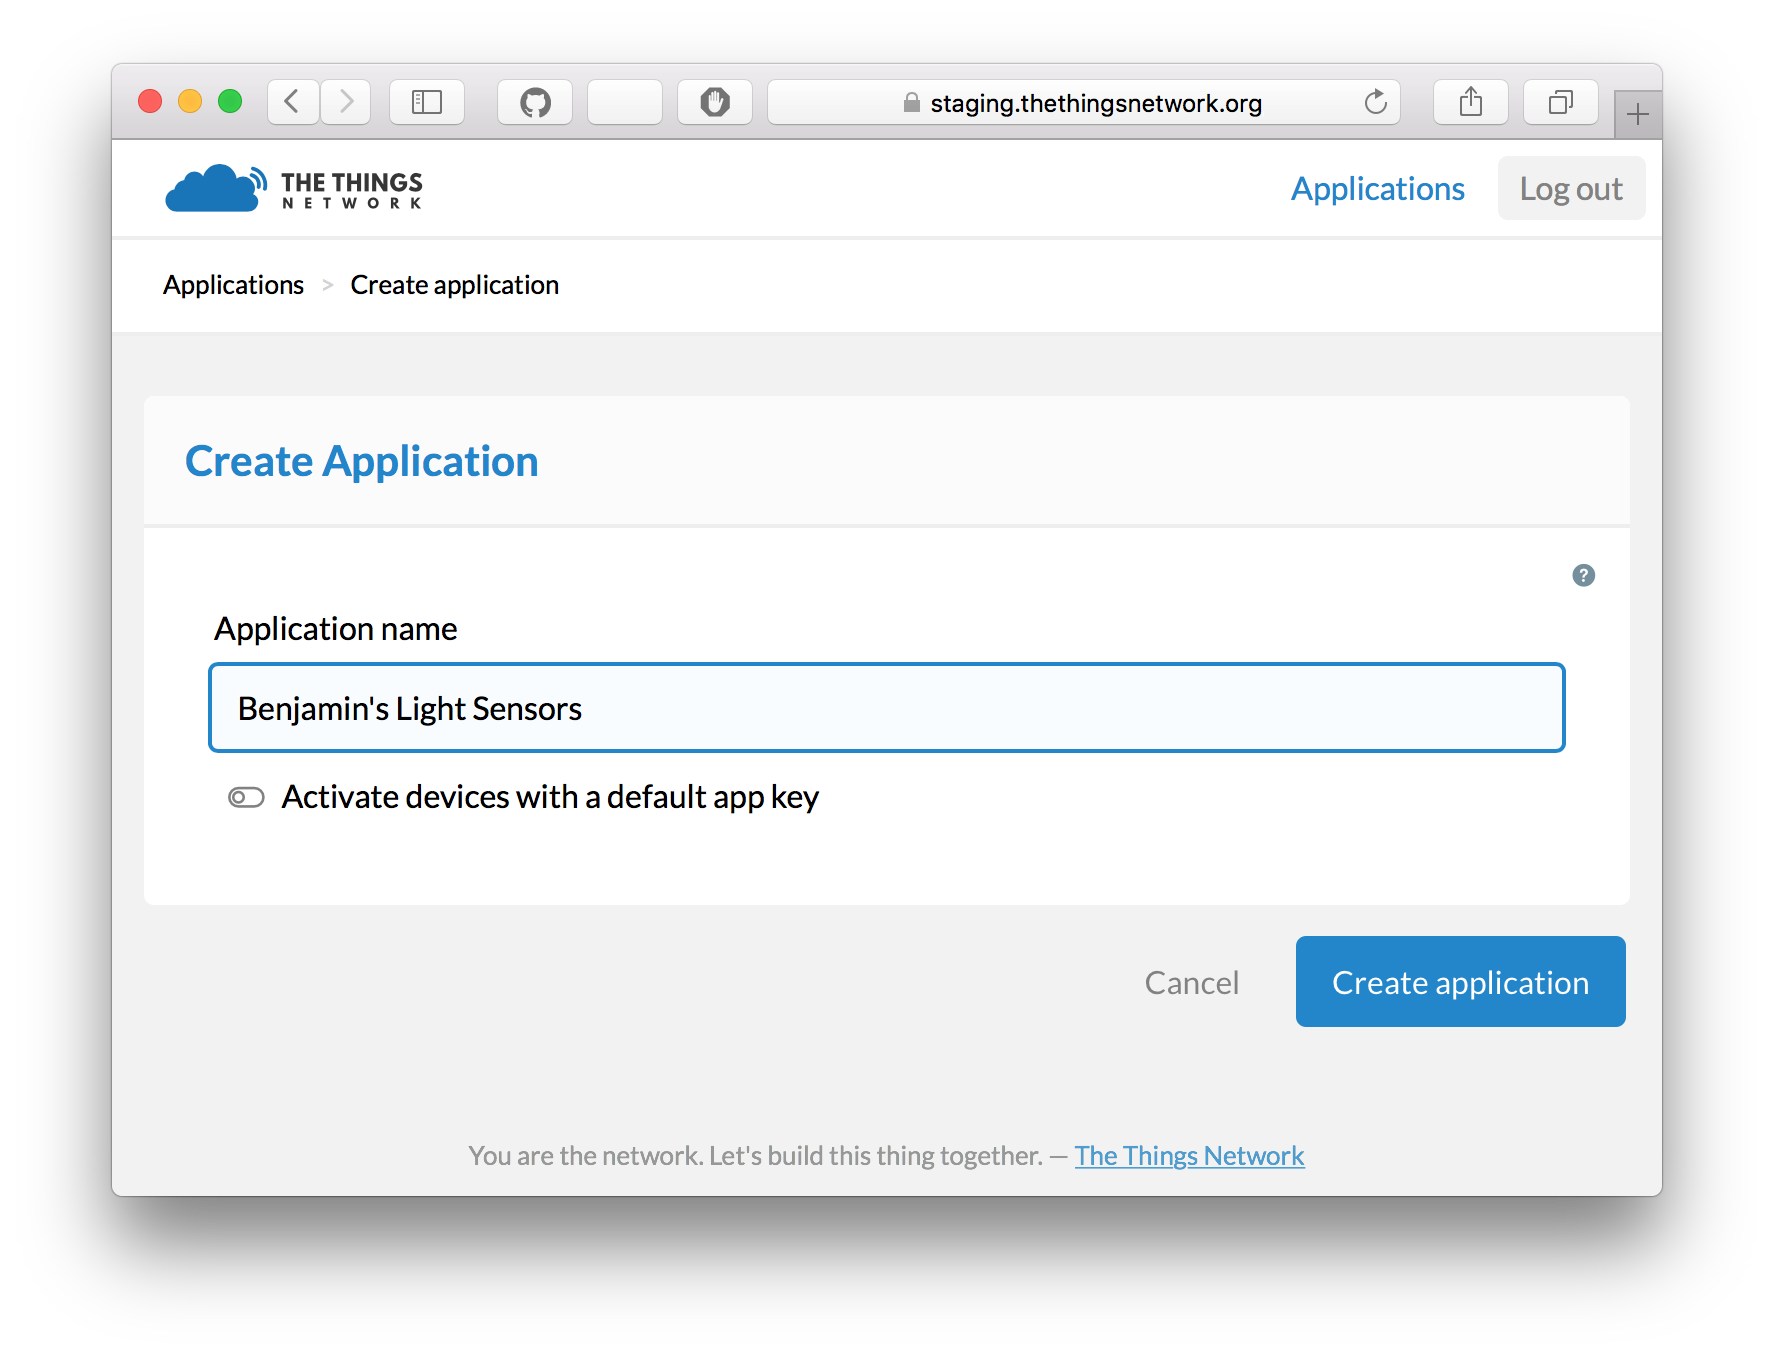 staging.thethingsnetwork.org
THE THINGS
NETWORK
Applications
Log out
Applications > Create application
Create Application
?
Application name
Benjamin's Light Sensors
Activate devices with a default app key
Cancel
Create application
You are the network. Let's build this thing together. — The Things Network